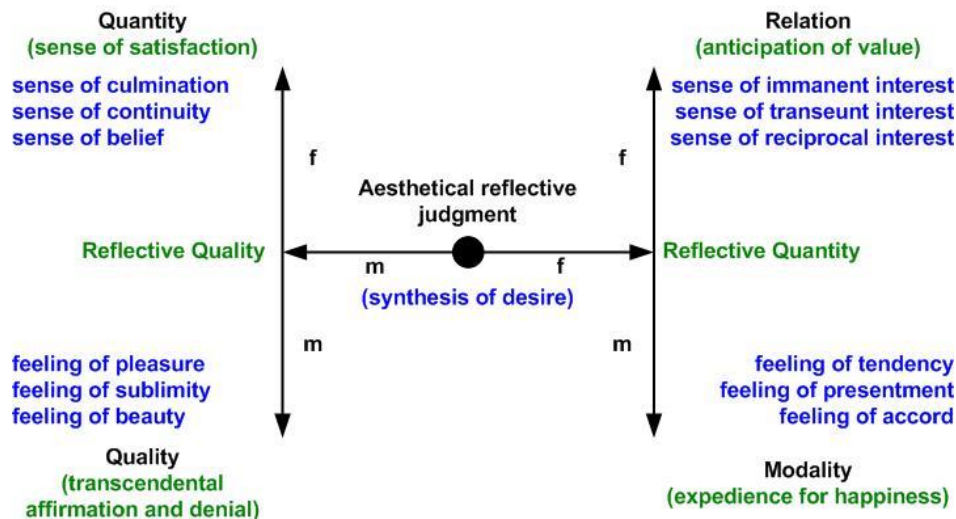 Quantity
(sense of satisfaction)
sense of culmination
sense of continuity
sense of belief
f
Relation
(anticipation of value)
sense of immanent interest
sense of transeunt interest
sense of reciprocal interest
f
Aesthetical reflective
judgment
Reflective Quality
m
f
Reflective Quantity
(synthesis of desire)
m
m
feeling of pleasure
feeling of sublimity
feeling of beauty
Quality
(transcendental
affirmation and denial)
feeling of tendency
feeling of presentment
feeling of accord
Modality
(expedience for happiness)